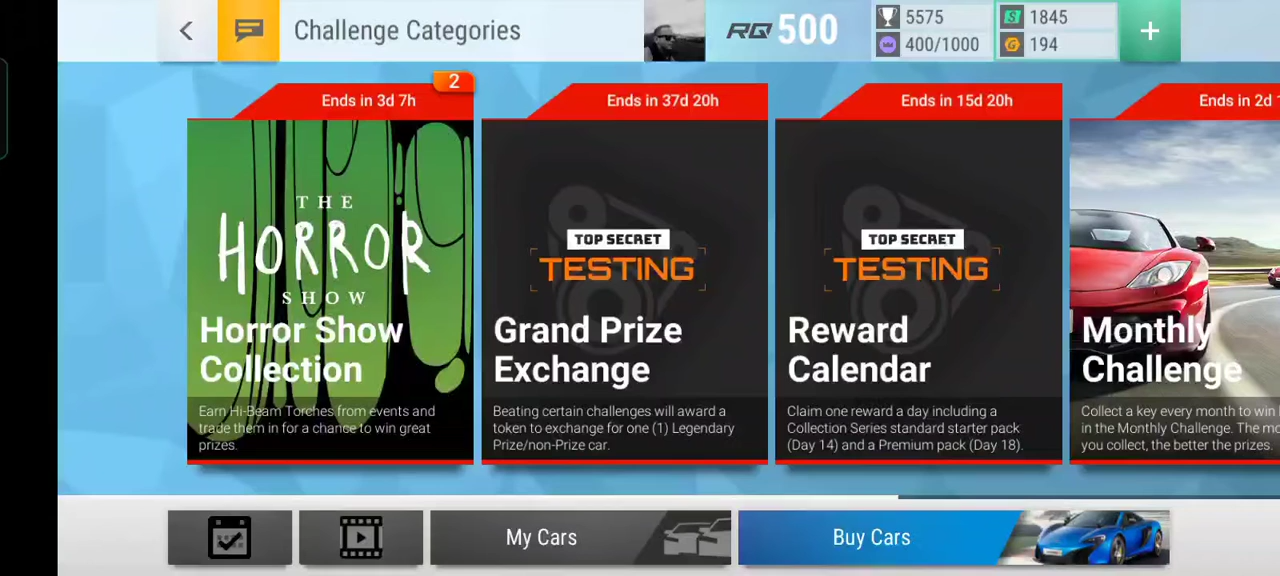 Challenge Categories
RQ 500
5575
400/1000
1845
194
+
2
Ends in 3d 7h
THE
HORROR
SHOW
Horror Show
Collection
Earn Hi-Beam Torches from events and
trade them in for a chance to win great
prizes.
Ends in 37d 20h
TOP SECRET
TESTING
Grand Prize
Exchange
Beating certain challenges will award a
token to exchange for one (1) Legendary
Prize/non-Prize car.
Ends in 15d 20h
TOP SECRET
TESTING
Reward
Calendar
Claim one reward a day including a
Collection Series standard starter pack
(Day 14) and a Premium pack (Day 18).
Ends in 2d
Monthly
Challenge
Collect a key every month to win
in the Monthly Challenge. The
you collect, the better the prizes.
My Cars
Buy Cars